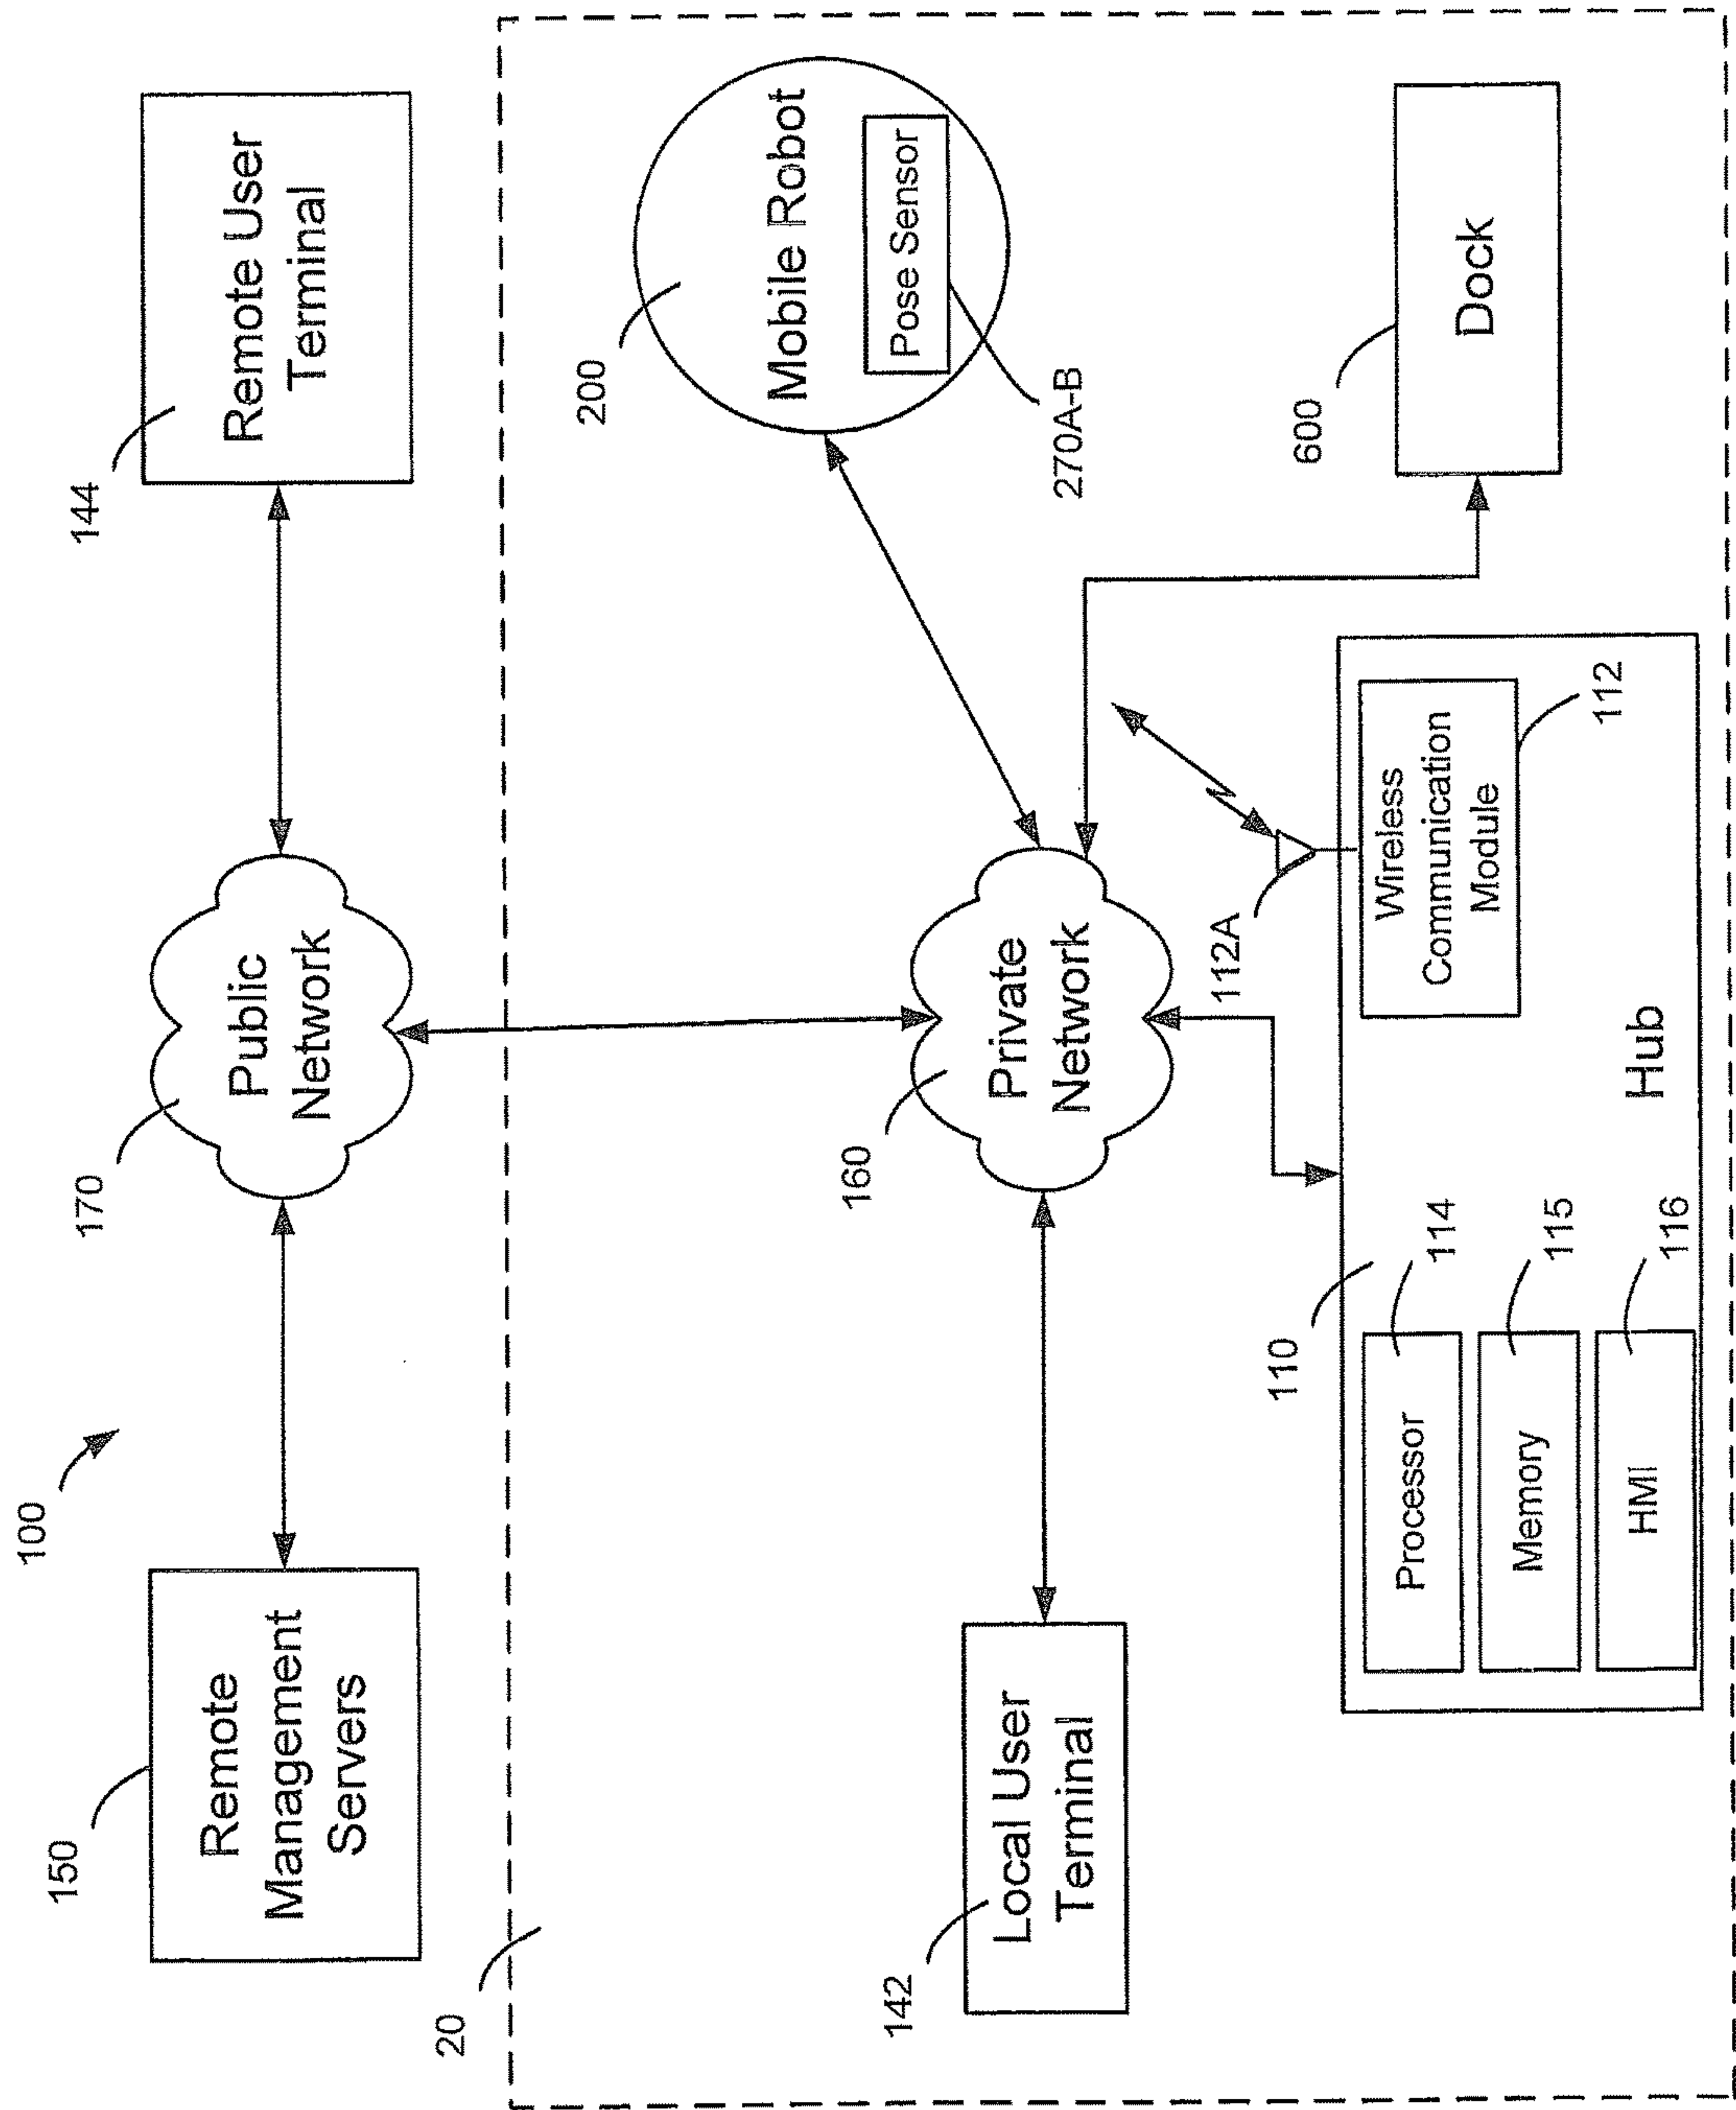 100
150
Remote
Management
Servers
170
Public
Network
144
Remote User
Terminal
20
142
Local User
Terminal
160
Private
Network
200
Mobile Robot
Pose Sensor
270A-B
110
Processor
114
Memory
115
HMI
116
Hub
112A
Wireless
Communication
Module
112
600
Dock